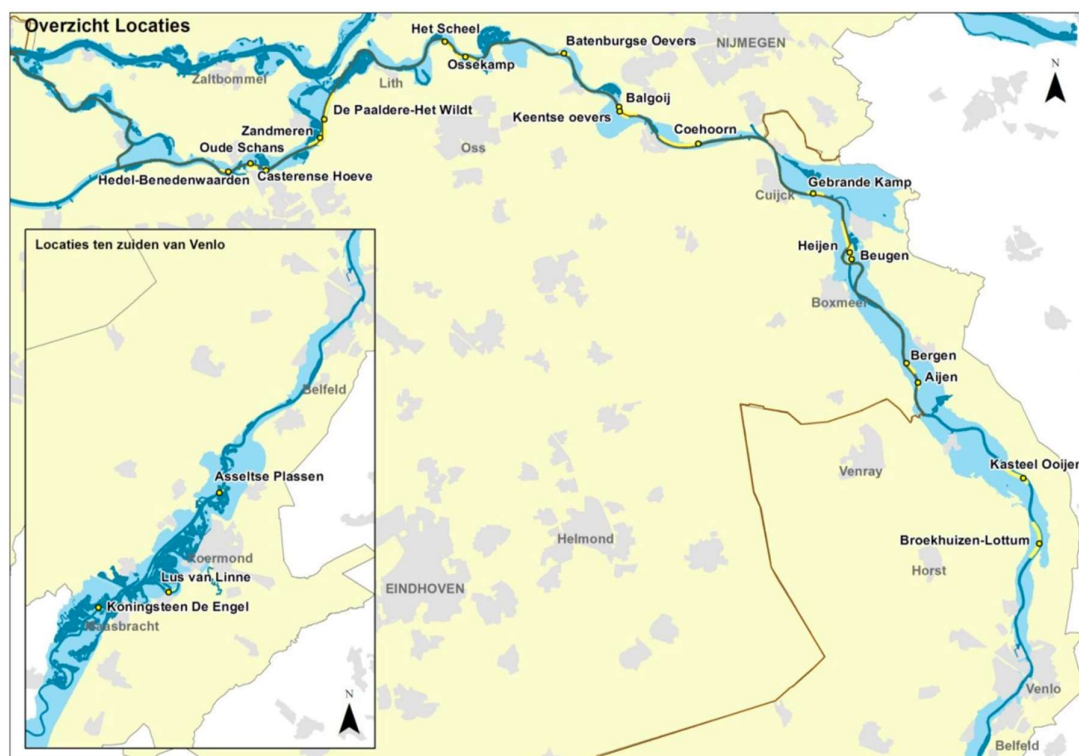 Overzicht Locaties
Het Scheel
Batenburgse Oevers
NIJMEGEN
N
Ossekamp
Zaltbommel
Lith
De Paaldere-Het Wildt
Balgoij
Keentse oevers
Zandmeren
Coehoorn
Oude Schans
Oss
Hedel-Benedenwaarden
Casterense Hoeve
Gebrande Kamp
Cuijck
Locaties ten zuiden van Venlo
Heijen
Beugen
Boxmeer
Bergen
Aijen
Belfeld
Venray
Kasteel Ooijen
Asseltse Plassen
Helmond
Broekhuizen-Lottum
Roermond
Horst
Lus van Linne
EINDHOVEN
Koningsteen De Engel
Maasbracht
N
Venlo
Belfeld